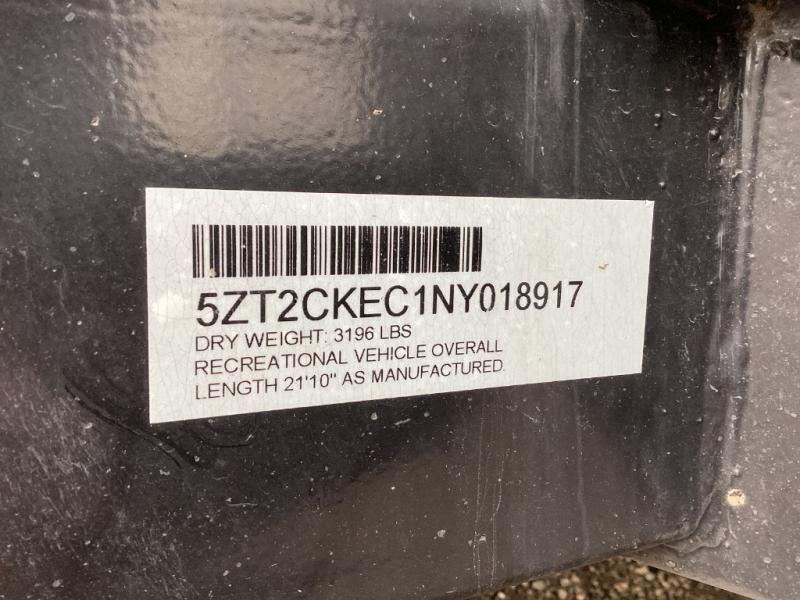 5ZT2CKEC1NY018917
DRY WEIGHT: 3196 LBS
RECREATIONAL VEHICLE OVERALL
LENGTH 21'10" AS MANUFACTURED.